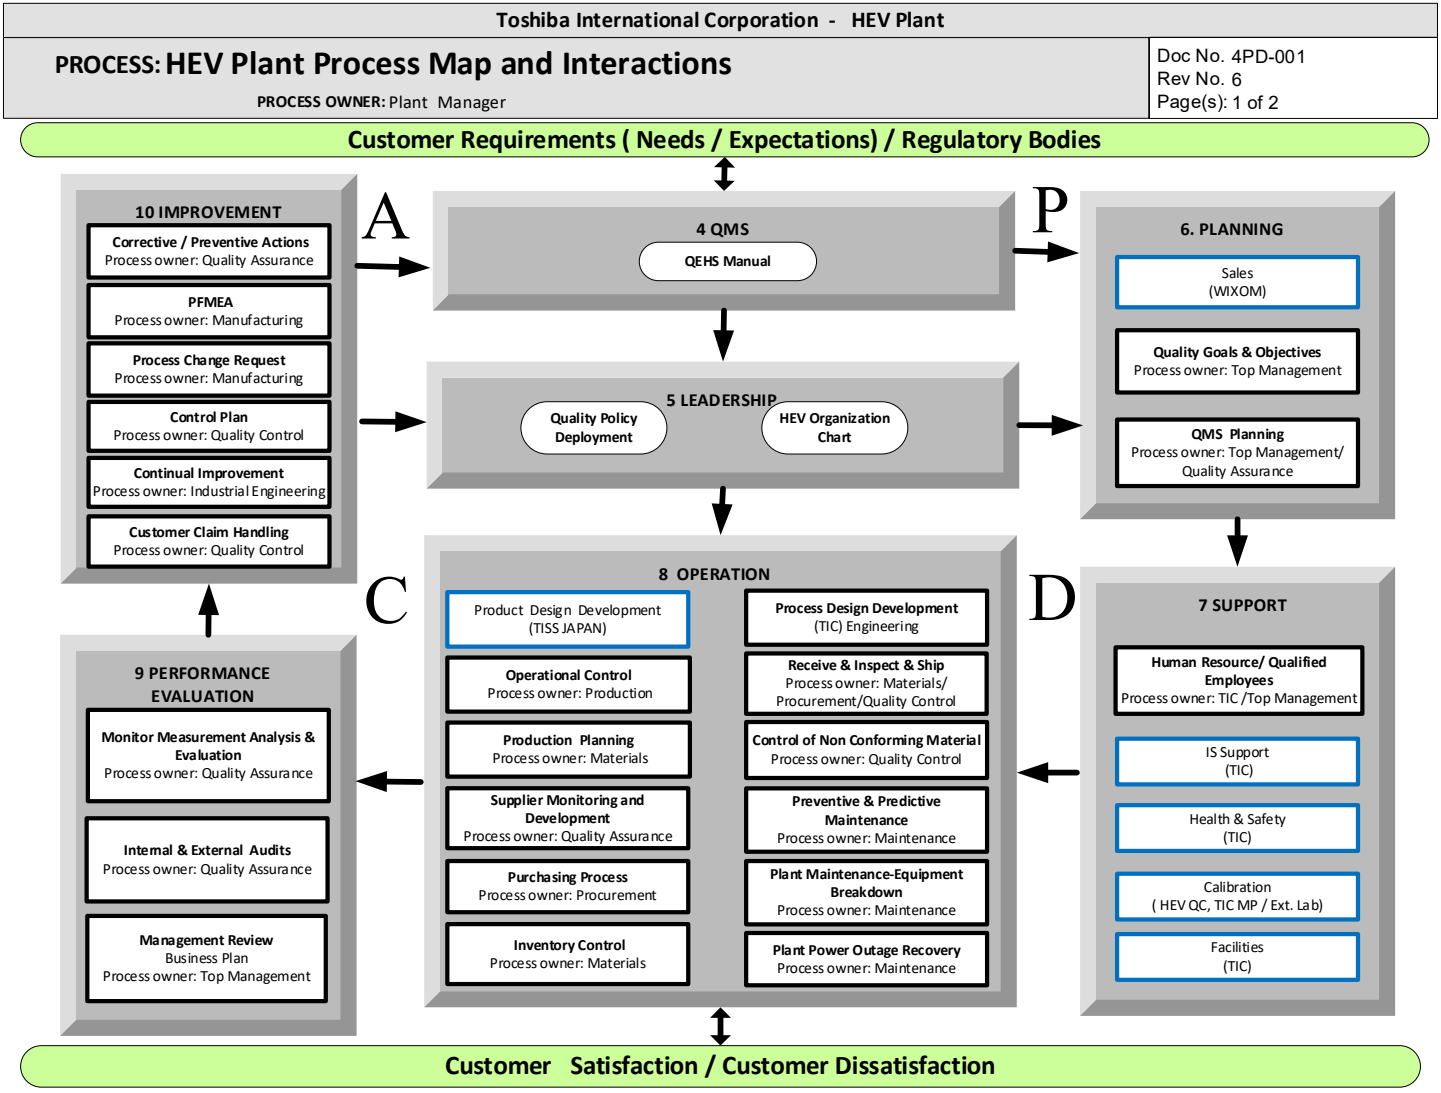 Toshiba International Corporation - HEV Plant
PROCESS: HEV Plant Process Map and Interactions
PROCESS OWNER: Plant Manager
Doc No. 4PD-001
Rev No. 6
Page(s): 1 of 2
Customer Requirements ( Needs / Expectations) / Regulatory Bodies
10 IMPROVEMENT
Corrective / Preventive Actions
Process owner: Quality Assurance
PFMEA
Process owner: Manufacturing
Process Change Request
Process owner: Manufacturing
Control Plan
Process owner: Quality Control
Continual Improvement
Process owner: Industrial Engineering
Customer Claim Handling
Process owner: Quality Control
A
4 QMS
QEHS Manual
P
6. PLANNING
Sales
(WIXOM)
Quality Goals & Objectives
Process owner: Top Management
QMS Planning
Process owner: Top Management/
Quality Assurance
5 LEADERSHIP
Quality Policy
Deployment
HEV Organization
Chart
C
8 OPERATION
Product Design Development
(TISS JAPAN)
Operational Control
Process owner: Production
Production Planning
Process owner: Materials
Supplier Monitoring and
Development
Process owner: Quality Assurance
Purchasing Process
Process owner: Procurement
Inventory Control
Process owner: Materials
Process Design Development
(TIC) Engineering
Receive & Inspect & Ship
Process owner: Materials/
Procurement/Quality Control
Control of Non Conforming Material
Process owner: Quality Control
Preventive & Predictive
Maintenance
Process owner: Maintenance
Plant Maintenance-Equipment
Breakdown
Process owner: Maintenance
Plant Power Outage Recovery
Process owner: Maintenance
D
7 SUPPORT
Human Resource/ Qualified
Employees
Process owner: TIC /Top Management
IS Support
(TIC)
Health & Safety
(TIC)
Calibration
( HEV QC, TIC MP / Ext. Lab)
Facilities
(TIC)
9 PERFORMANCE
EVALUATION
Monitor Measurement Analysis &
Evaluation
Process owner: Quality Assurance
Internal & External Audits
Process owner: Quality Assurance
Management Review
Business Plan
Process owner: Top Management
Customer Satisfaction / Customer Dissatisfaction